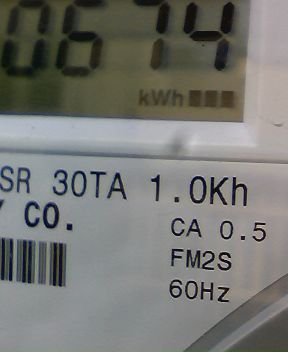 0674
kWh
SR 30TA 1.0Kh
Y CO.
CA 0.5
FM2S
60Hz